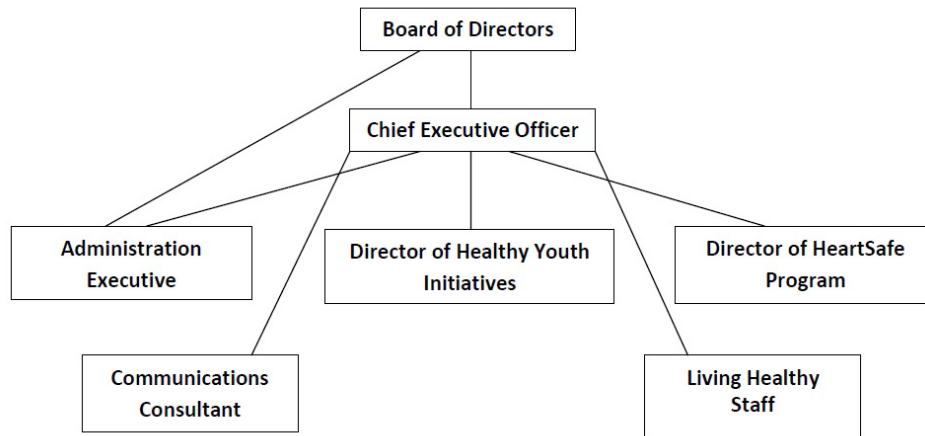 Board of Directors
Chief Executive Officer
Administration
Executive
Director of Healthy Youth
Initiatives
Director of HeartSafe
Program
Communications
Consultant
Living Healthy
Staff